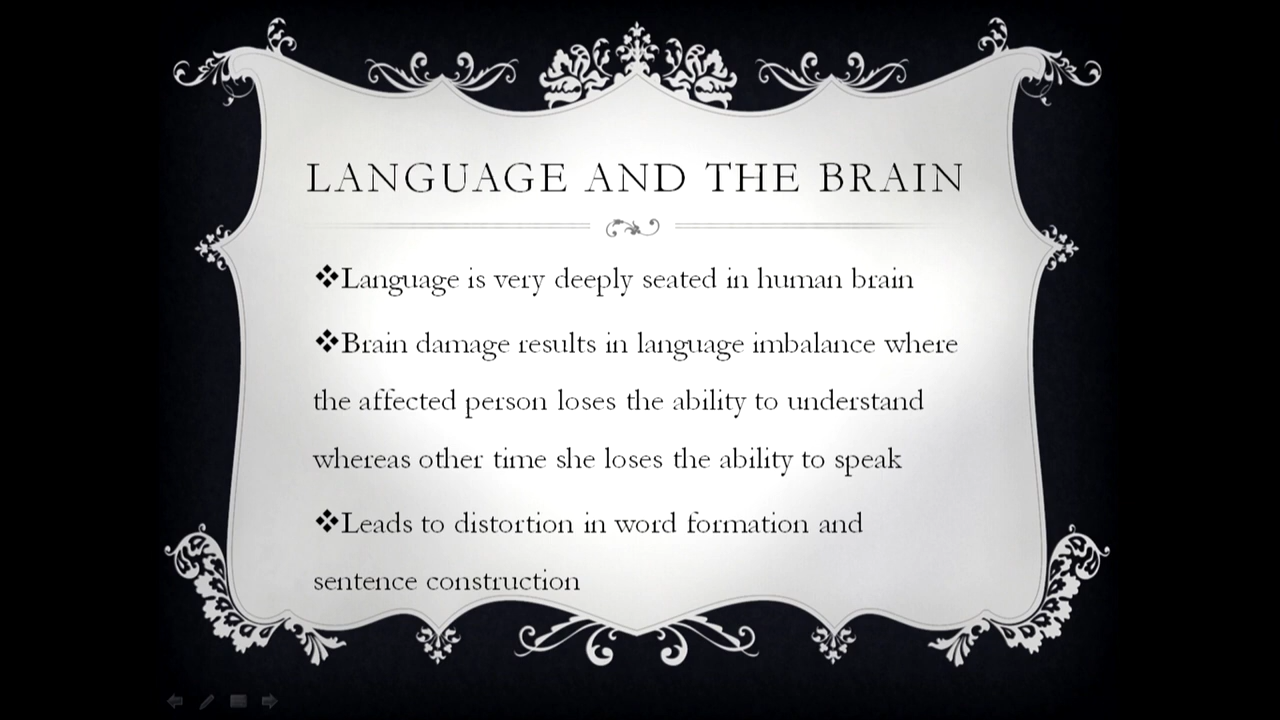 LANGUAGE AND THE BRAIN
❖Language is very deeply seated in human brain
❖Brain damage results in language imbalance where
the affected person loses the ability to understand
whereas other time she loses the ability to speak
❖Leads to distortion in word formation and
sentence construction